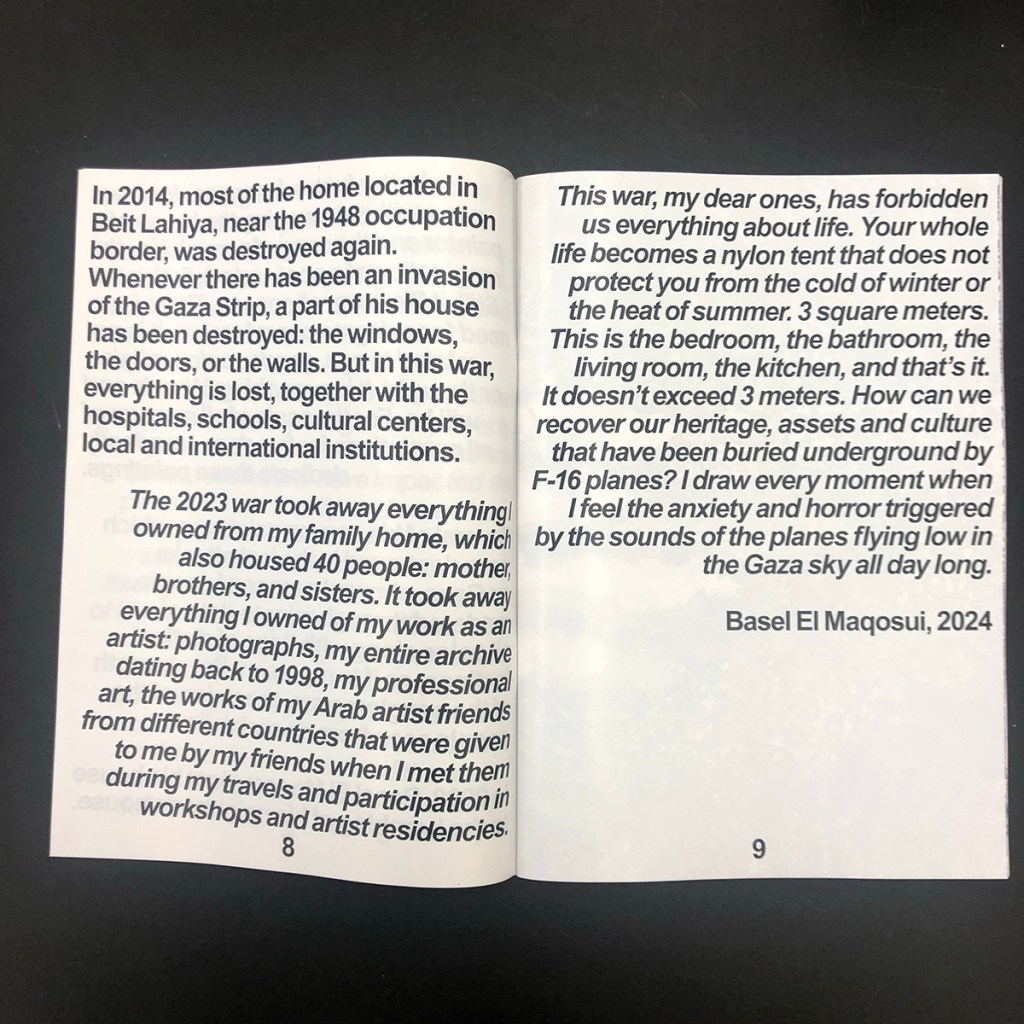 In 2014, most of the home located in
Beit Lahiya, near the 1948 occupation
border, was destroyed again.
Whenever there has been an invasion
of the Gaza Strip, a part of his house
has been destroyed: the windows,
the doors, or the walls. But in this war,
everything is lost, together with the
hospitals, schools, cultural centers,
local and international institutions.
The 2023 war took away everything I
owned from my family home, which
also housed 40 people: mother,
brothers, and sisters. It took away
everything I owned of my work as an
artist: photographs, my entire archive
dating back to 1998, my professional
art, the works of my Arab artist friends
from different countries that were given
to me by my friends when I met them
during my travels and participation in
workshops and artist residencies.
8
This war, my dear ones, has forbidden
us everything about life. Your whole
life becomes a nylon tent that does not
protect you from the cold of winter or
the heat of summer. 3 square meters.
This is the bedroom, the bathroom, the
living room, the kitchen, and that’s it.
It doesn’t exceed 3 meters. How can we
recover our heritage, assets and culture
that have been buried underground by
F-16 planes? I draw every moment when
I feel the anxiety and horror triggered
by the sounds of the planes flying low in
the Gaza sky all day long.
Basel El Maqosui, 2024
9